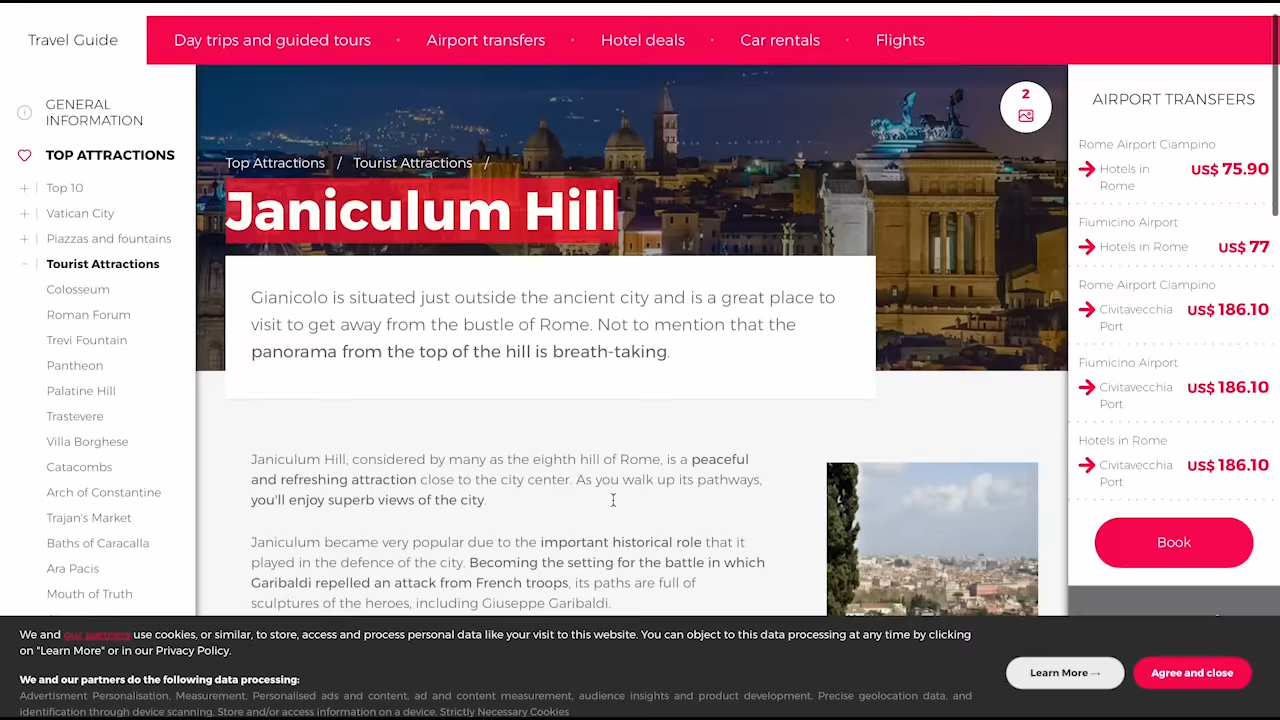 Travel Guide
Day trips and guided tours
Airport transfers
Hotel deals
Car rentals
Flights
GENERAL
INFORMATION
TOP ATTRACTIONS
Top 10
Vatican City
Piazzas and fountains
Tourist Attractions
Colosseum
Roman Forum
Trevi Fountain
Pantheon
Palatine Hill
Trastevere
Villa Borghese
Catacombs
Arch of Constantine
Trajan's Market
Baths of Caracalla
Ara Pacis
Mouth of Truth
2
Top Attractions / Tourist Attractions /
Janiculum Hill
Gianicolo is situated just outside the ancient city and is a great place to
visit to get away from the bustle of Rome. Not to mention that the
panorama from the top of the hill is breath-taking.
Janiculum Hill, considered by many as the eighth hill of Rome, is a peaceful
and refreshing attraction close to the city center. As you walk up its pathways,
you'll enjoy superb views of the city.
Janiculum became very popular due to the important historical role that it
played in the defence of the city. Becoming the setting for the battle in which
Garibaldi repelled an attack from French troops, its paths are full of
sculptures of the heroes, including Giuseppe Garibaldi.
AIRPORT TRANSFERS
Rome Airport Ciampino
Hotels in
Rome
US$ 75.90
Fiumicino Airport
Hotels in Rome US$ 77
Rome Airport Ciampino
Civitavecchia
Port
US$ 186.10
Fiumicino Airport
Civitavecchia
Port
US$ 186.10
Hotels in Rome
Civitavecchia
Port
US$ 186.10
Book
We and our partners use cookies, or similar, to store, access and process personal data like your visit to this website. You can object to this data processing at any time by clicking
on "Learn More" or in our Privacy Policy.
We and our partners do the following data processing:
Advertisment Personalisation, Measurement, Personalised ads and content, ad and content measurement, audience insights and product development, Precise geolocation data, and
identification through device scanning, Store and/or access information on a device, Strictly Necessary Cookies
Learn More →
Agree and close